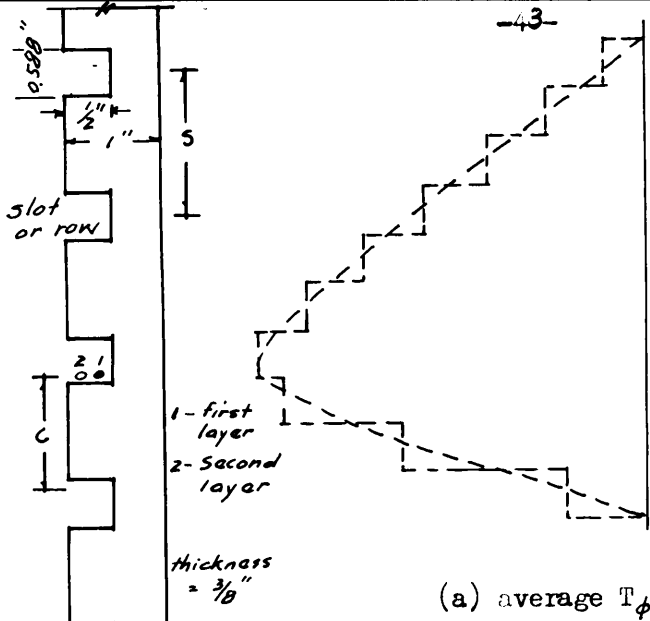 -43-
0.588"
1/2"
1"
S
slot
or row
2 1
C
1- first
layer
2- Second
layer
thickness
= 3/8"
(a) average Tϕ